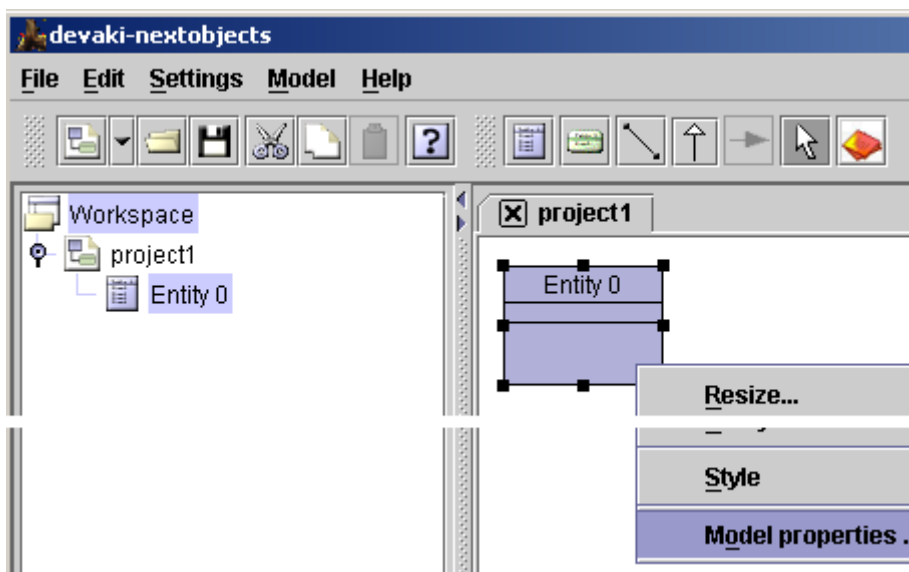 devaki-nextobjects
File Edit Settings Model Help
Workspace
project1
Entity 0
project1
Entity 0
Resize...
Style
Model properties .